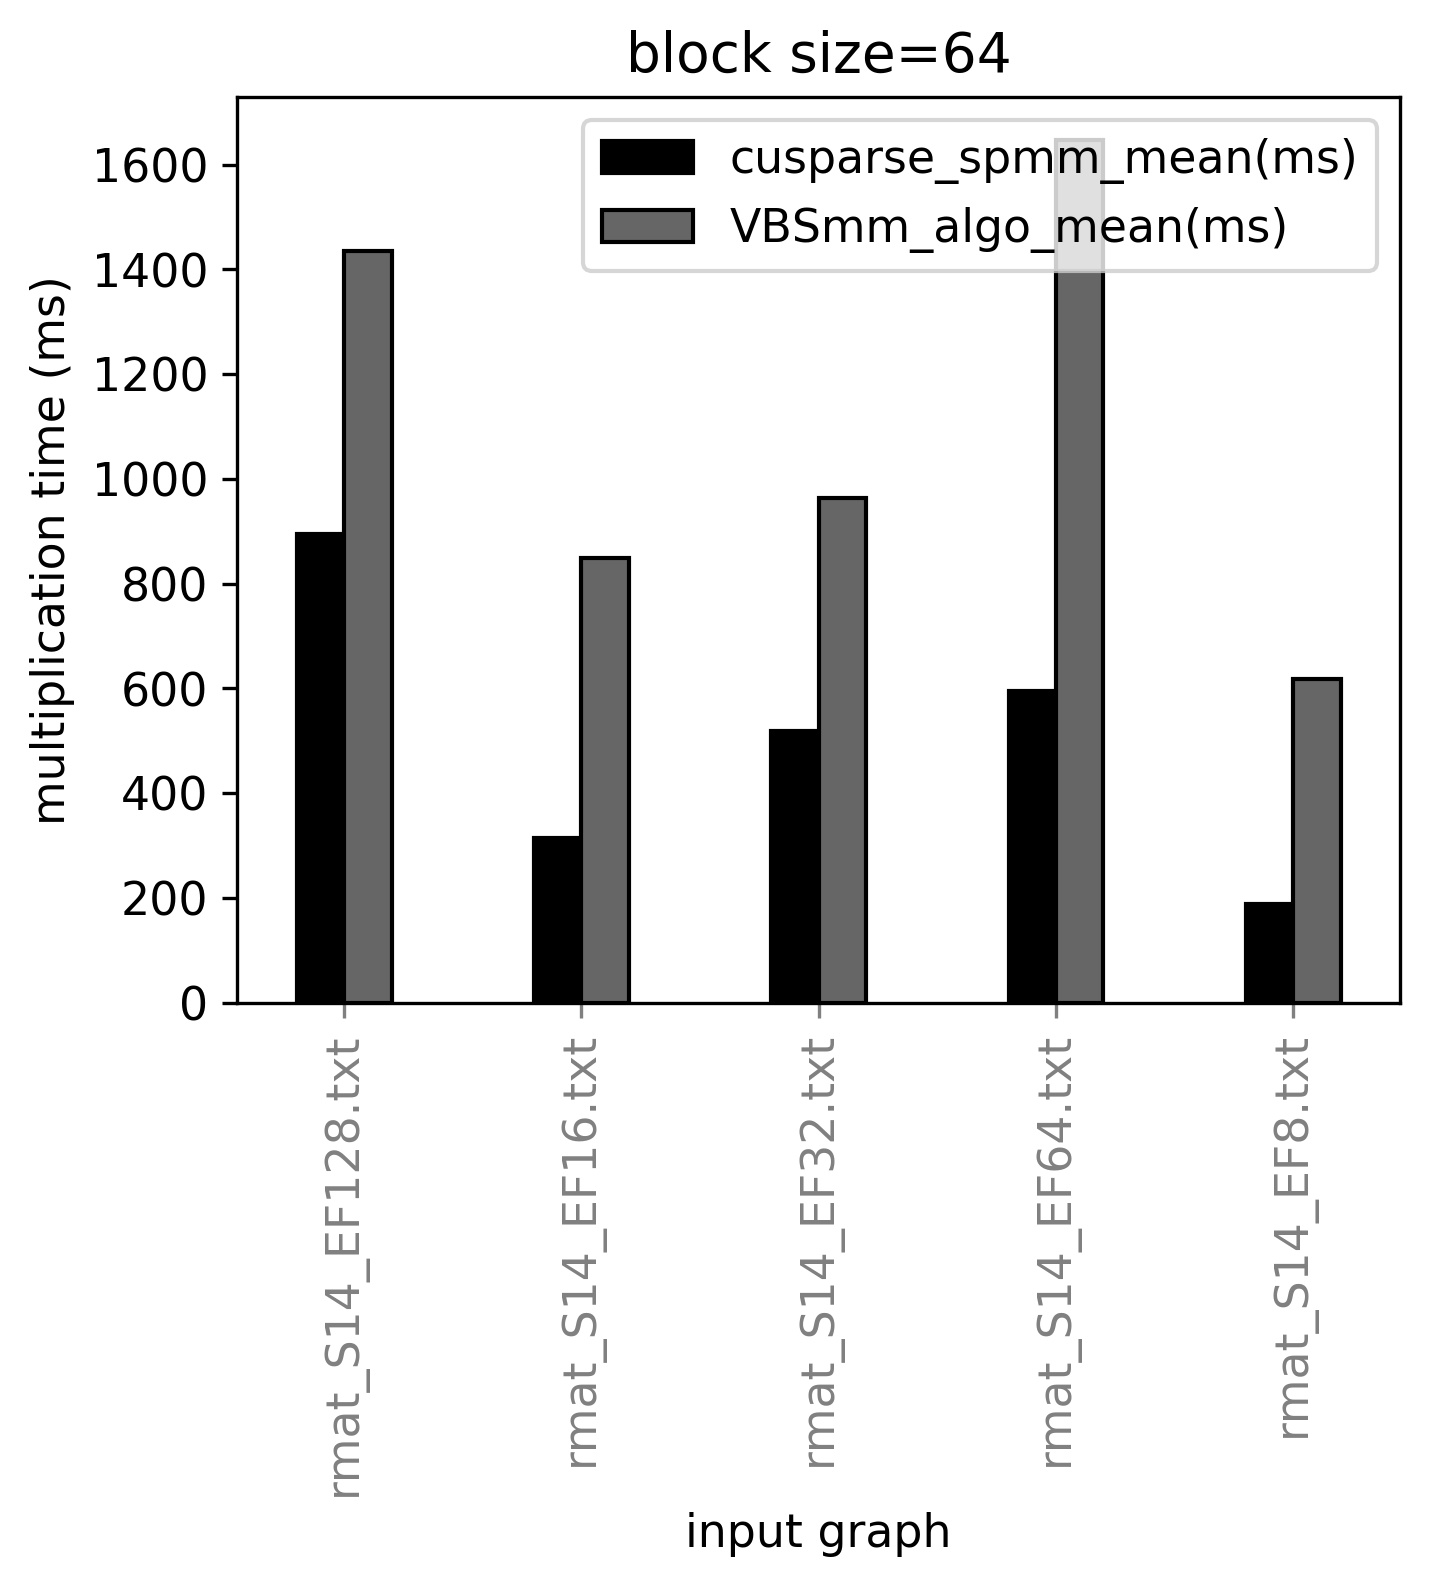 block size=64
cusparse_spmm_mean(ms)
VBSmm_algo_mean(ms)
multiplication time (ms)
1600
1400
1200
1000
800
600
400
200
0
rmat_S14_EF128.txt
rmat_S14_EF16.txt
rmat_S14_EF32.txt
rmat_S14_EF64.txt
rmat_S14_EF8.txt
input graph